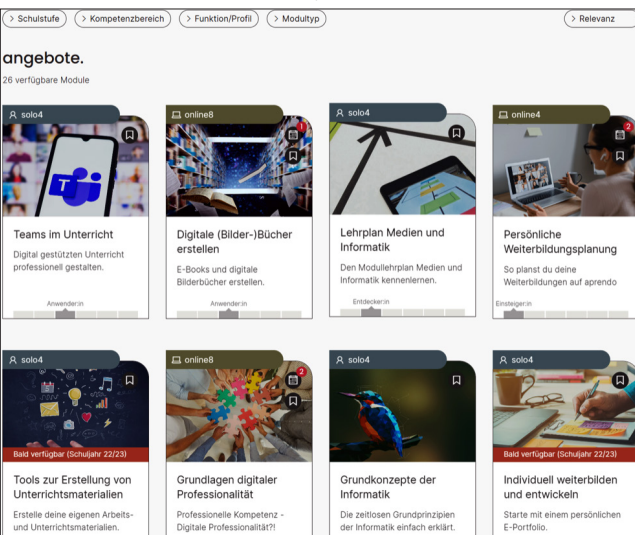 > Schulstufe
> Kompetenzbereich
> Funktion/Profil
> Modultyp
> Relevanz
angebote.
26 verfügbare Module
solo4
online8
solo4
online4
1
2
T
Teams im Unterricht
Digital gestützten Unterricht
professionell gestalten.
Anwender:in
Digitale (Bilder-)Bücher
erstellen
E-Books und digitale
Bilderbücher erstellen.
Anwender:in
Lehrplan Medien und
Informatik
Den Modullehrplan Medien und
Informatik kennenlernen.
Entdecker:in
Persönliche
Weiterbildungsplanung
So planst du deine
Weiterbildungen auf aprendo
Einsteiger:in
solo4
online8
solo4
solo4
2
Bald verfügbar (Schuljahr 22/23)
Bald verfügbar (Schuljahr 22/23)
Tools zur Erstellung von
Unterrichtsmaterialien
Erstelle deine eigenen Arbeits-
und Unterrichtsmaterialien.
Grundlagen digitaler
Professionalität
Professionelle Kompetenz -
Digitale Professionalität?!
Grundkonzepte der
Informatik
Die zeitlosen Grundprinzipien
der Informatik einfach erklärt.
Individuell weiterbilden
und entwickeln
Starte mit einem persönlichen
E-Portfolio.